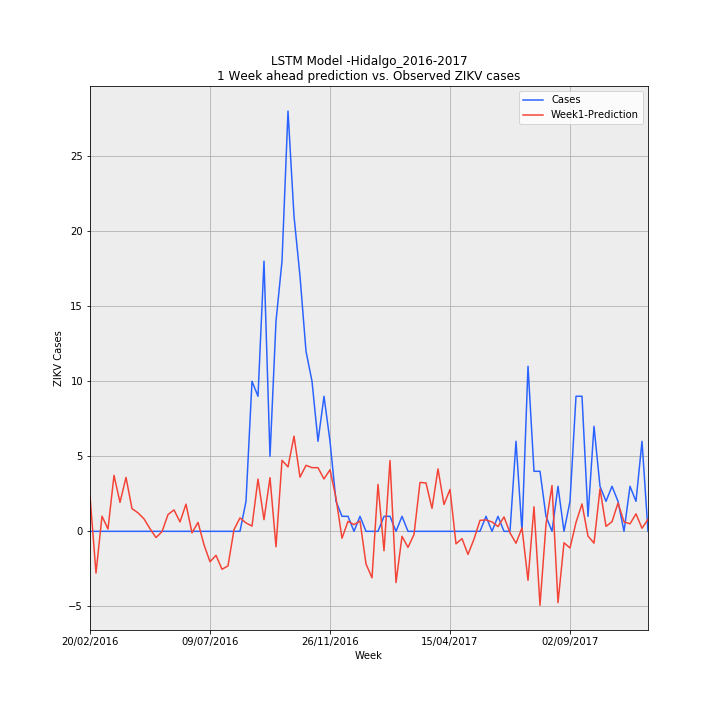 LSTM Model -Hidalgo_2016-2017
1 Week ahead prediction vs. Observed ZIKV cases
Cases
Week1-Prediction
25
20
15
10
5
0
−5
ZIKV Cases
20/02/2016
09/07/2016
26/11/2016
15/04/2017
02/09/2017
Week